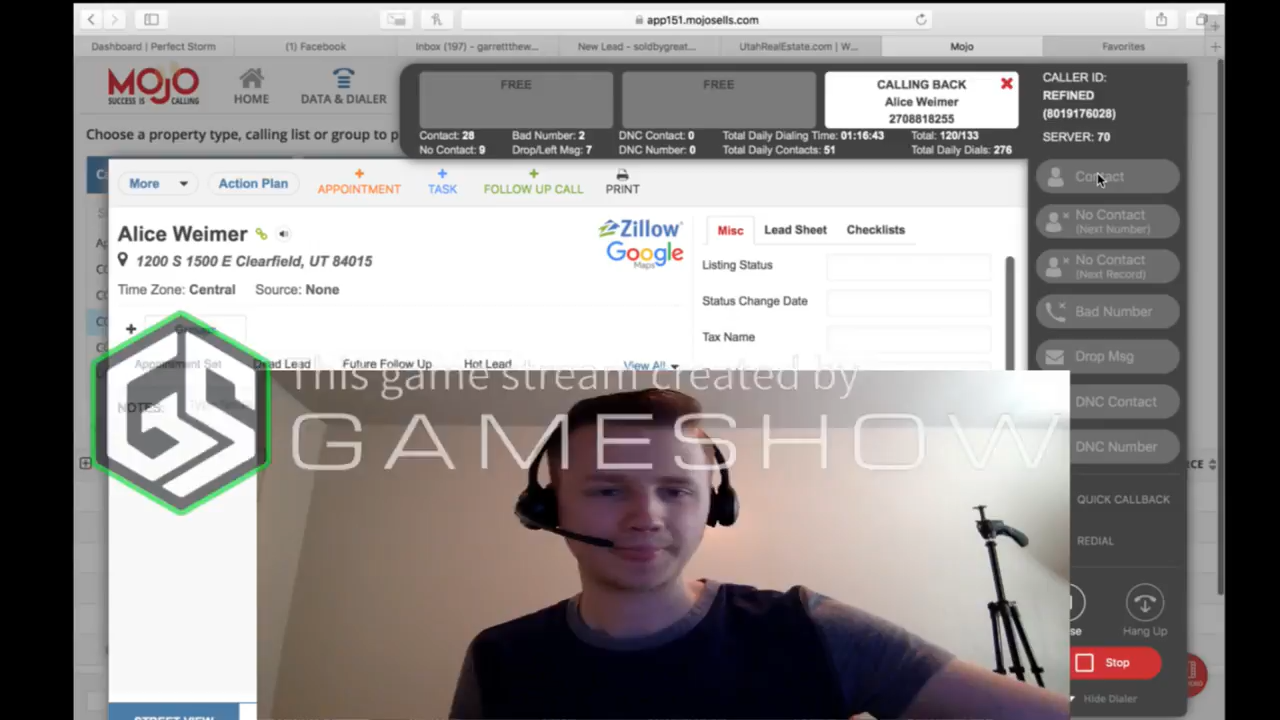 app151.mojosells.com
Dashboard | Perfect Storm
(1) Facebook
Inbox (197) - garrettthew...
New Lead - soldbygreat...
UtahRealEstate.com | W...
Mojo
Favorites
MOJO
SUCCESS IS CALLING
HOME
DATA & DIALER
FREE
FREE
CALLING BACK
Alice Weimer
2708818255
CALLER ID:
REFINED
(8019176028)
SERVER: 70
Choose a property type, calling list or group to p
Contact: 28
Bad Number: 2
DNC Contact: 0
Total Daily Dialing Time: 01:16:43
Total: 120/133
No Contact: 9
Drop/Left Msg: 7
DNC Number: 0
Total Daily Contacts: 51
Total Daily Dials: 276
More
Action Plan
APPOINTMENT
TASK
FOLLOW UP CALL
PRINT
Contact
No Contact
(Next Number)
No Contact
(Next Record)
Bad Number
Drop Msg
DNC Contact
DNC Number
QUICK CALLBACK
REDIAL
Hang Up
Stop
Hide Dialer
Alice Weimer
1200 S 1500 E Clearfield, UT 84015
Time Zone: Central
Source: None
Zillow
Google
Maps
Misc
Lead Sheet
Checklists
Listing Status
Status Change Date
Tax Name
Groups
Appointment Set
Dead Lead
Future Follow Up
Hot Lead
View All
NOTES:
This game stream created by
GAMESHOW
STREET VIEW